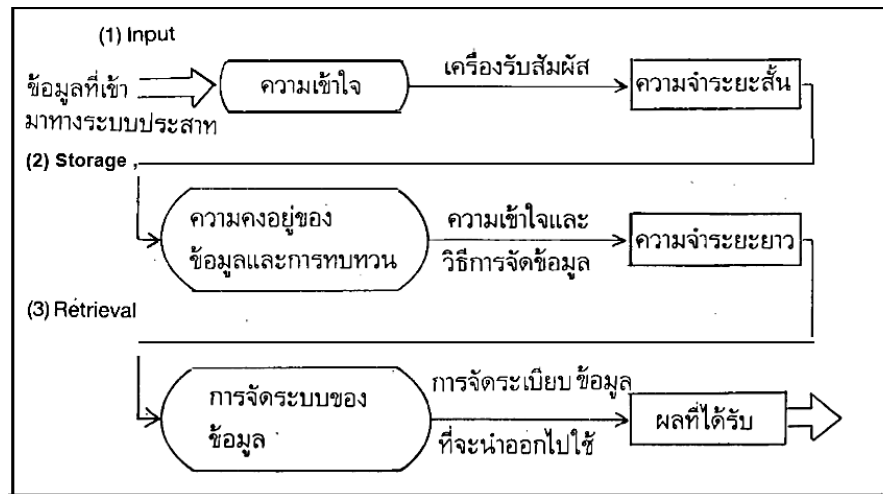 (1) Input
ข้อมูลที่เข้า
มาทางระบบประสาท
ความเข้าใจ
เครื่องรับสัมผัส
ความจำระยะสั้น
(2) Storage ,
ความคงอยู่ของ
ข้อมูลและการทบทวน
ความเข้าใจและ
วิธีการจัดข้อมูล
ความจำระยะยาว
(3) Retrieval
การจัดระบบของ
ข้อมูล
การจัดระเบียบ ข้อมูล
ที่จะนำออกไปใช้
ผลที่ได้รับ